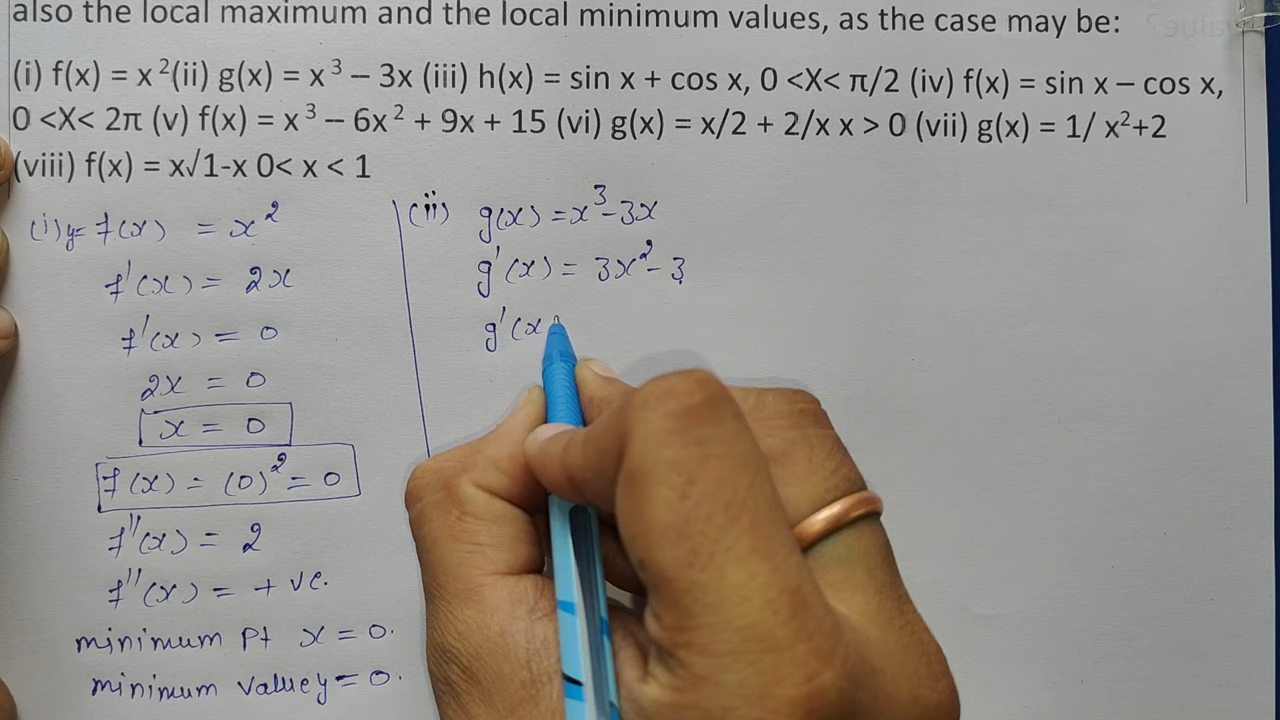 also the local maximum and the local minimum values, as the case may be:
(i) f(x) = x²(ii) g(x) = x³ – 3x (iii) h(x) = sin x + cos x, 0 <X< π/2 (iv) f(x) = sin x – cos x,
0 <X< 2π (v) f(x) = x³ – 6x² + 9x + 15 (vi) g(x) = x/2 + 2/x x > 0 (vii) g(x) = 1/ x²+2
(viii) f(x) = x√1-x 0< x < 1
(i) y= f(x) = x²
f'(x) = 2x
f'(x) = 0
2x = 0
x = 0
f(x) = (0)² = 0
f''(x) = 2
f''(x) = + ve.
minimum Pt x = 0.
minimum value y = 0.
(ii) g(x) = x³-3x
g'(x) = 3x² - 3
g'(x